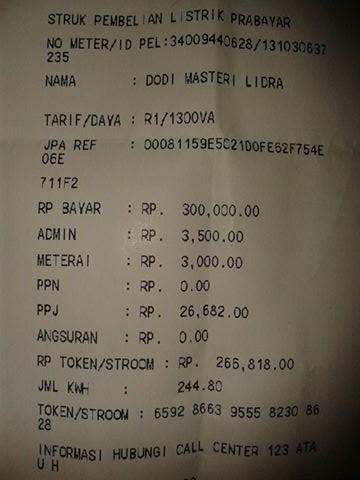 STRUK PEMBELIAN LISTRIK PRABAYAR
NO METER/ID PEL:34009440628/131030637
235
NAMA : DODI MASTERI LIDRA
TARIF/DAYA : R1/1300VA
JPA REF : 00081159E5C21D0FE62F754E
06E
711F2
RP BAYAR : RP. 300,000.00
ADMIN : RP. 3,500.00
METERAI : RP. 3,000.00
PPN : RP. 0.00
PPJ : RP. 26,682.00
ANGSURAN : RP. 0.00
RP TOKEN/STROOM : RP. 266,818.00
JML KWH : 244.80
TOKEN/STROOM : 6592 8663 9555 8230 86
28
INFORMASI HUBUNGI CALL CENTER 123 ATA
U H